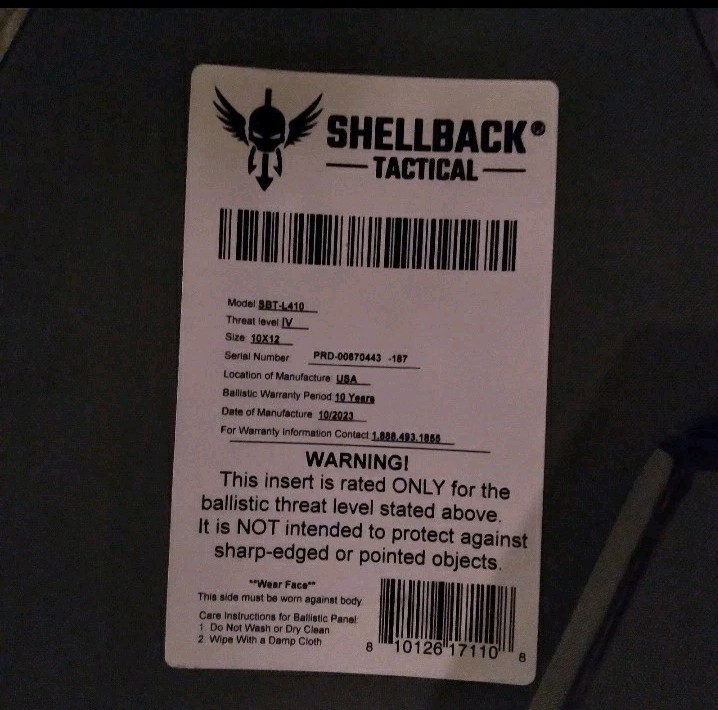 SHELLBACK®
TACTICAL
Model SBT-L410
Threat level IV
Size 10X12
Serial Number PRD-00870443 -187
Location of Manufacture USA
Ballistic Warranty Period 10 Years
Date of Manufacture 10/2023
For Warranty Information Contact 1.888.493.1855
WARNING!
This insert is rated ONLY for the
ballistic threat level stated above.
It is NOT intended to protect against
sharp-edged or pointed objects.
**Wear Face**
This side must be worn against body
Care Instructions for Ballistic Panel:
1. Do Not Wash or Dry Clean
2. Wipe With a Damp Cloth
8 10126 17110 8